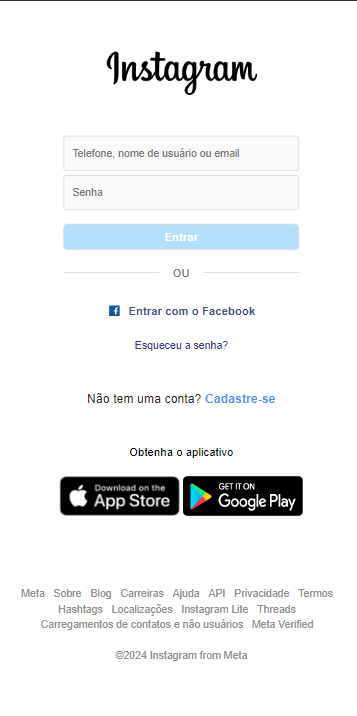 Instagram
Telefone, nome de usuário ou email
Senha
Entrar
OU
Entrar com o Facebook
Esqueceu a senha?
Não tem uma conta? Cadastre-se
Obtenha o aplicativo
Download on the
App Store
GET IT ON
Google Play
Meta Sobre Blog Carreiras Ajuda API Privacidade Termos
Hashtags Localizações Instagram Lite Threads
Carregamentos de contatos e não usuários Meta Verified
©2024 Instagram from Meta